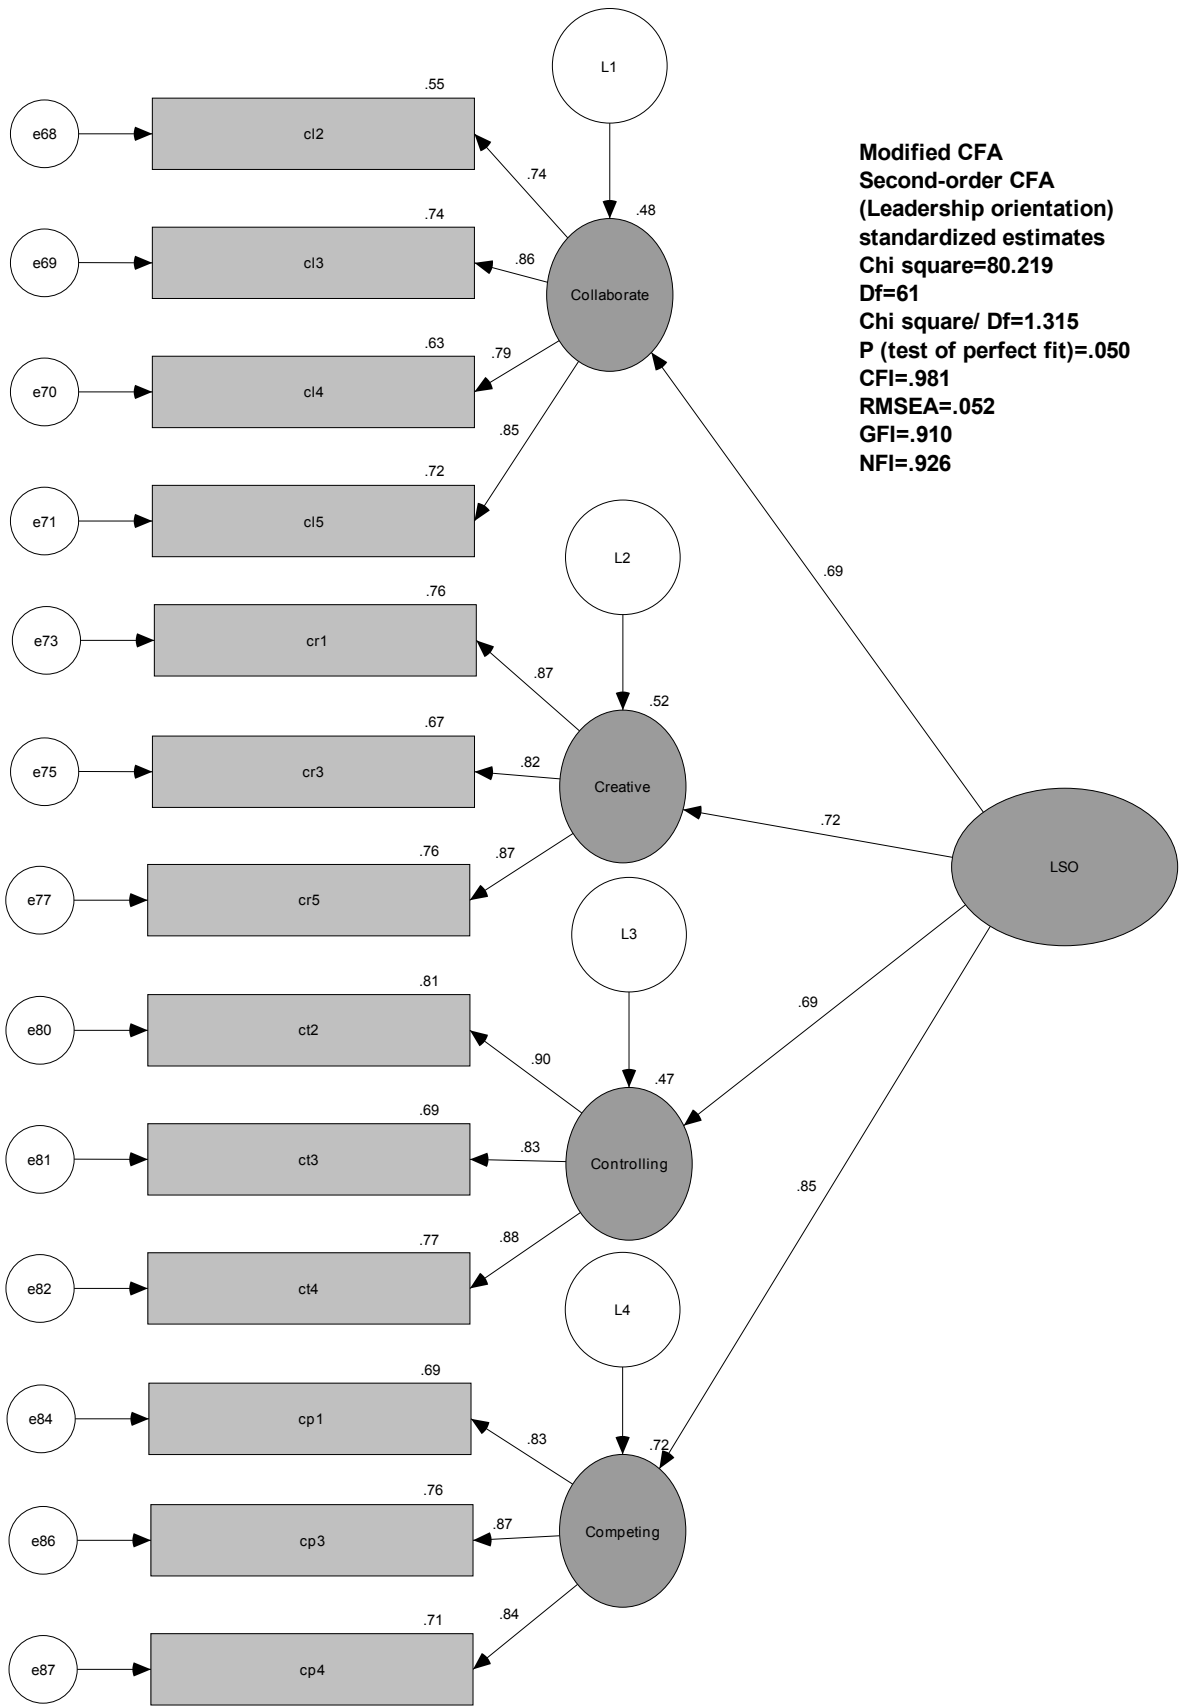 L1
.55
e68
cl2
.74
Modified CFA
Second-order CFA
(Leadership orientation)
standardized estimates
Chi square=80.219
Df=61
Chi square/ Df=1.315
P (test of perfect fit)=.050
CFI=.981
RMSEA=.052
GFI=.910
NFI=.926
.74
.48
e69
cl3
.86
Collaborate
.63
.79
e70
cl4
.85
.72
e71
cl5
L2
.69
.76
e73
cr1
.87
.52
.67
e75
cr3
.82
Creative
.72
LSO
.76
.87
e77
cr5
L3
.81
.69
e80
ct2
.90
.47
.69
e81
ct3
.83
Controlling
.85
.77
.88
e82
ct4
L4
.69
e84
cp1
.83
.72
.76
e86
cp3
.87
Competing
.71
.84
e87
cp4